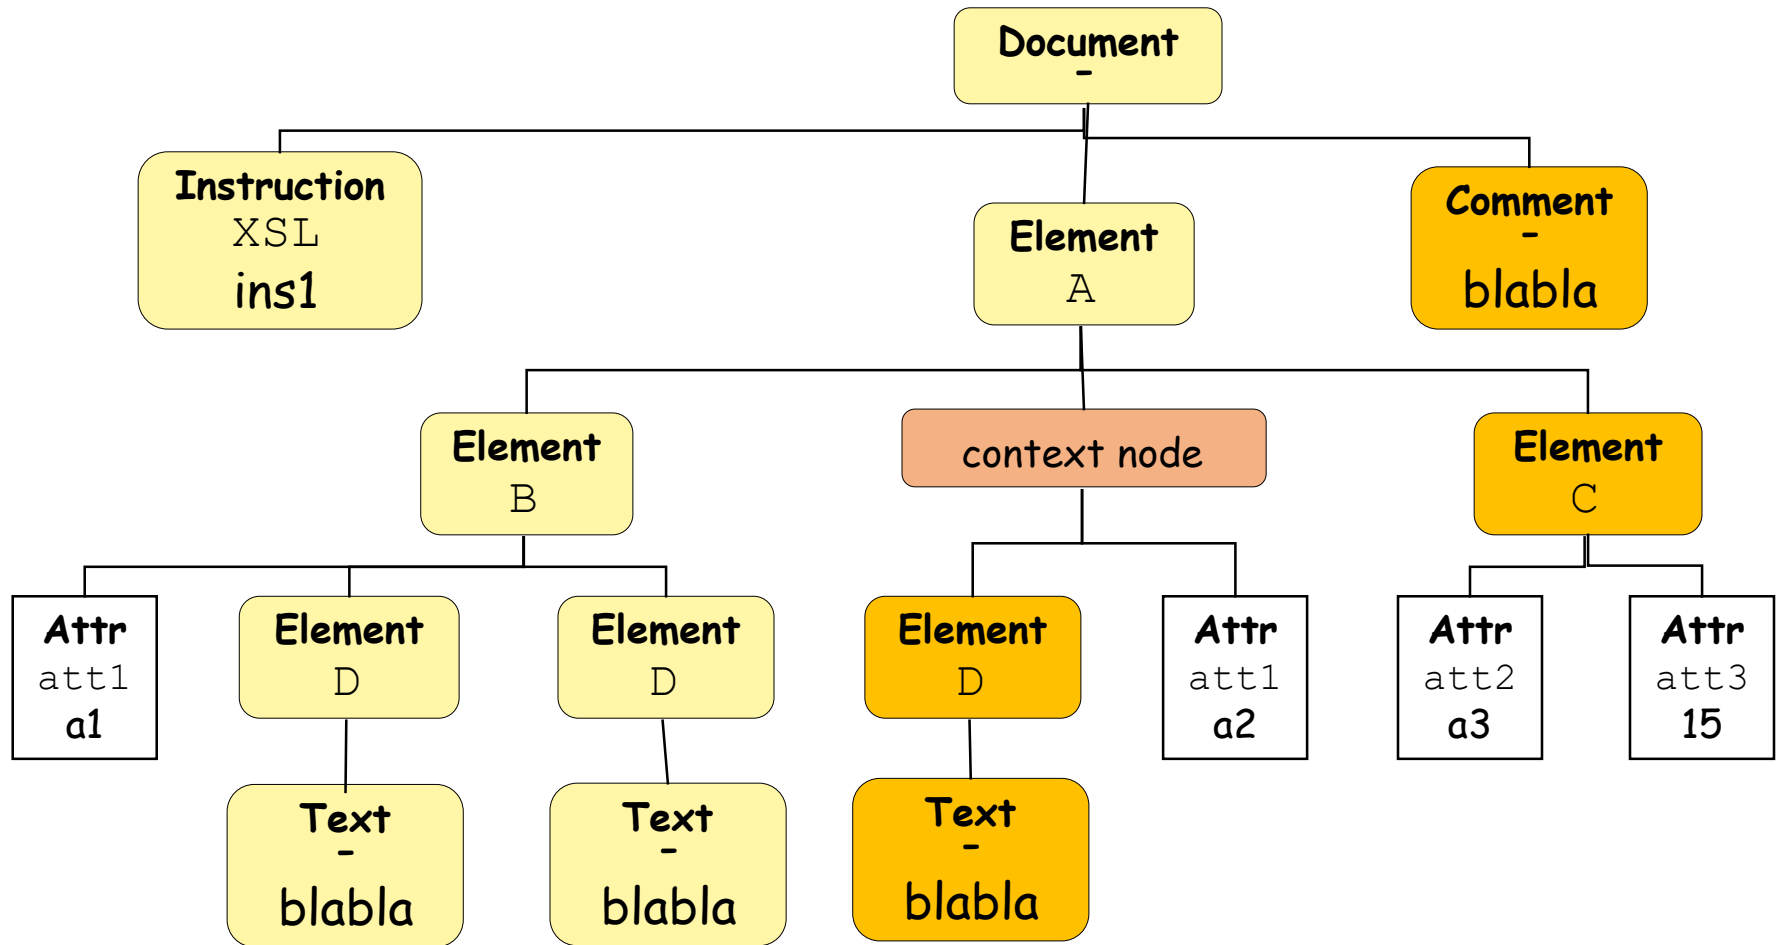 Document
-
Instruction
XSL
ins1
Element
A
Comment
-
blabla
Element
B
context node
Element
C
Attr
att1
a1
Element
D
Element
D
Element
D
Attr
att1
a2
Attr
att2
a3
Attr
att3
15
Text
-
blabla
Text
-
blabla
Text
-
blabla